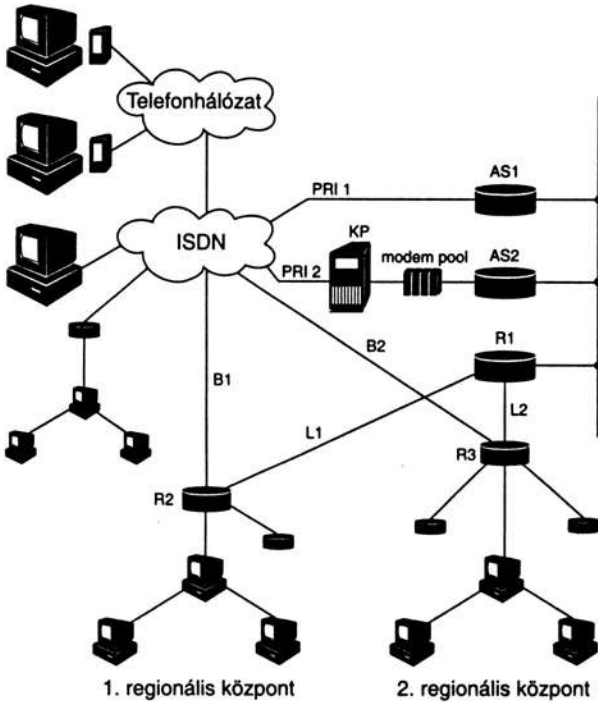 Telefonhálózat
AS1
PRI 1
ISDN
KP
modem pool
AS2
PRI 2
R1
B2
B1
L2
L1
R3
R2
1. regionális központ
2. regionális központ